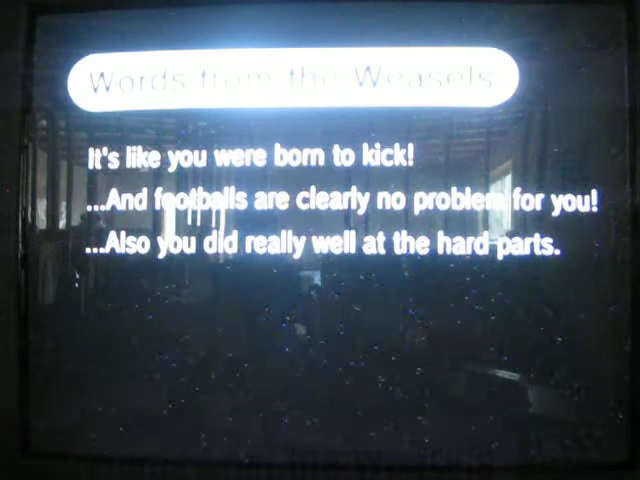 Words from the Weasels
It's like you were born to kick!
...And footballs are clearly no problem for you!
...Also you did really well at the hard parts.